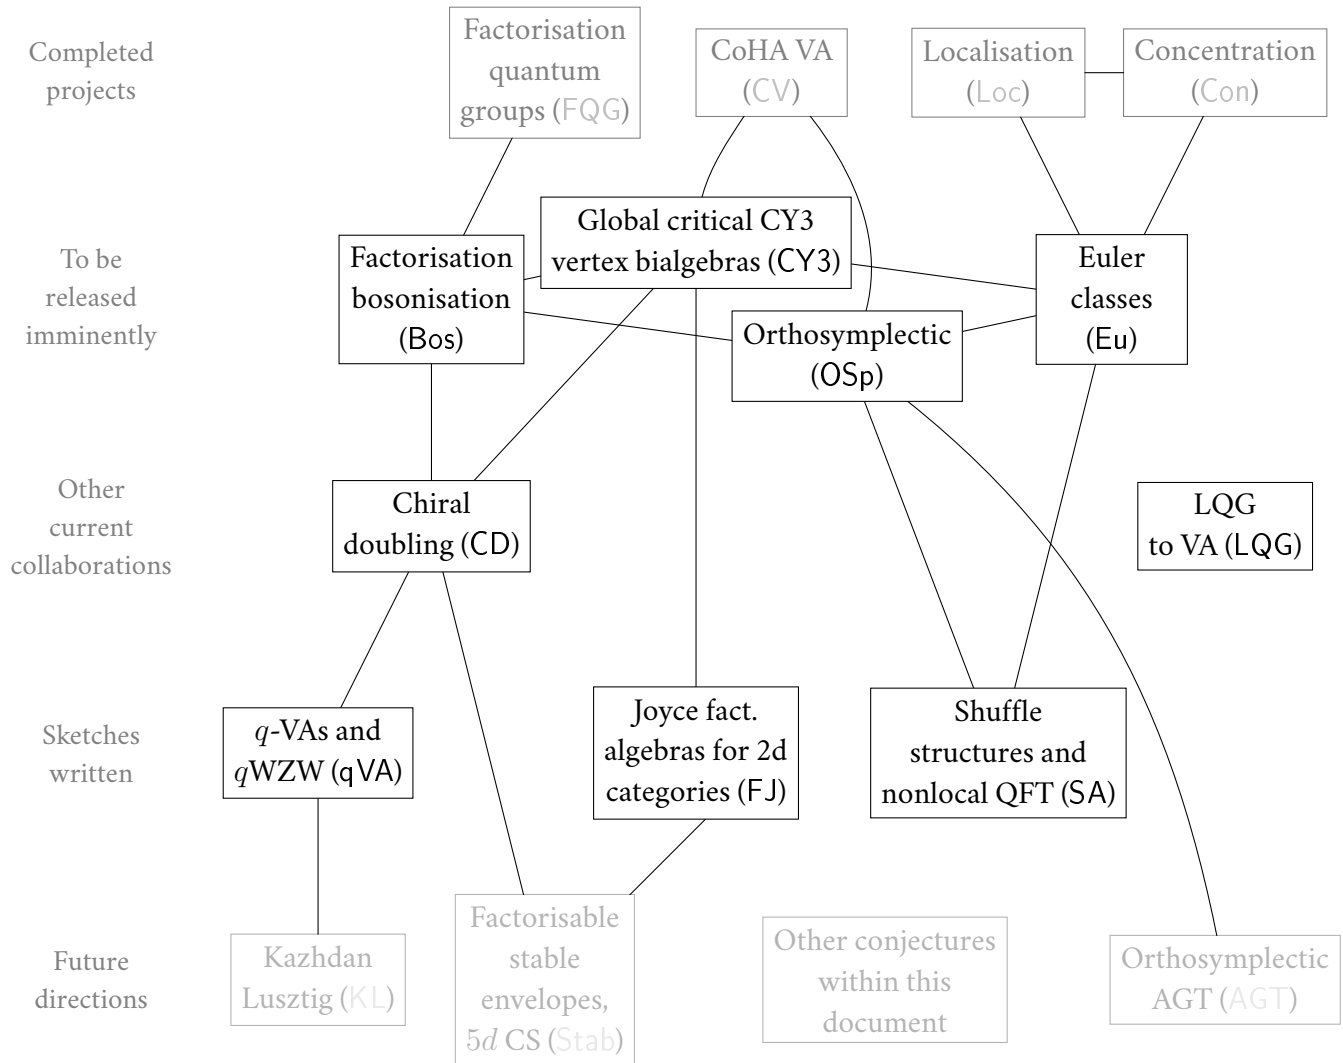 Completed
projects
Factorisation
quantum
groups (FQG)
CoHA VA
(CV)
Localisation
(Loc)
Concentration
(Con)
To be
released
imminently
Factorisation
bosonisation
(Bos)
Global critical CY3
vertex bialgebras (CY3)
Orthosymplectic
(OSp)
Euler
classes
(Eu)
Other
current
collaborations
Chiral
doubling (CD)
LQG
to VA (LQG)
Sketches
written
q-VAs and
qWZW (qVA)
Joyce fact.
algebras for 2d
categories (FJ)
Shuffle
structures and
nonlocal QFT (SA)
Future
directions
Kazhdan
Lusztig (KL)
Factorisable
stable
envelopes,
5d CS (Stab)
Other conjectures
within this
document
Orthosymplectic
AGT (AGT)